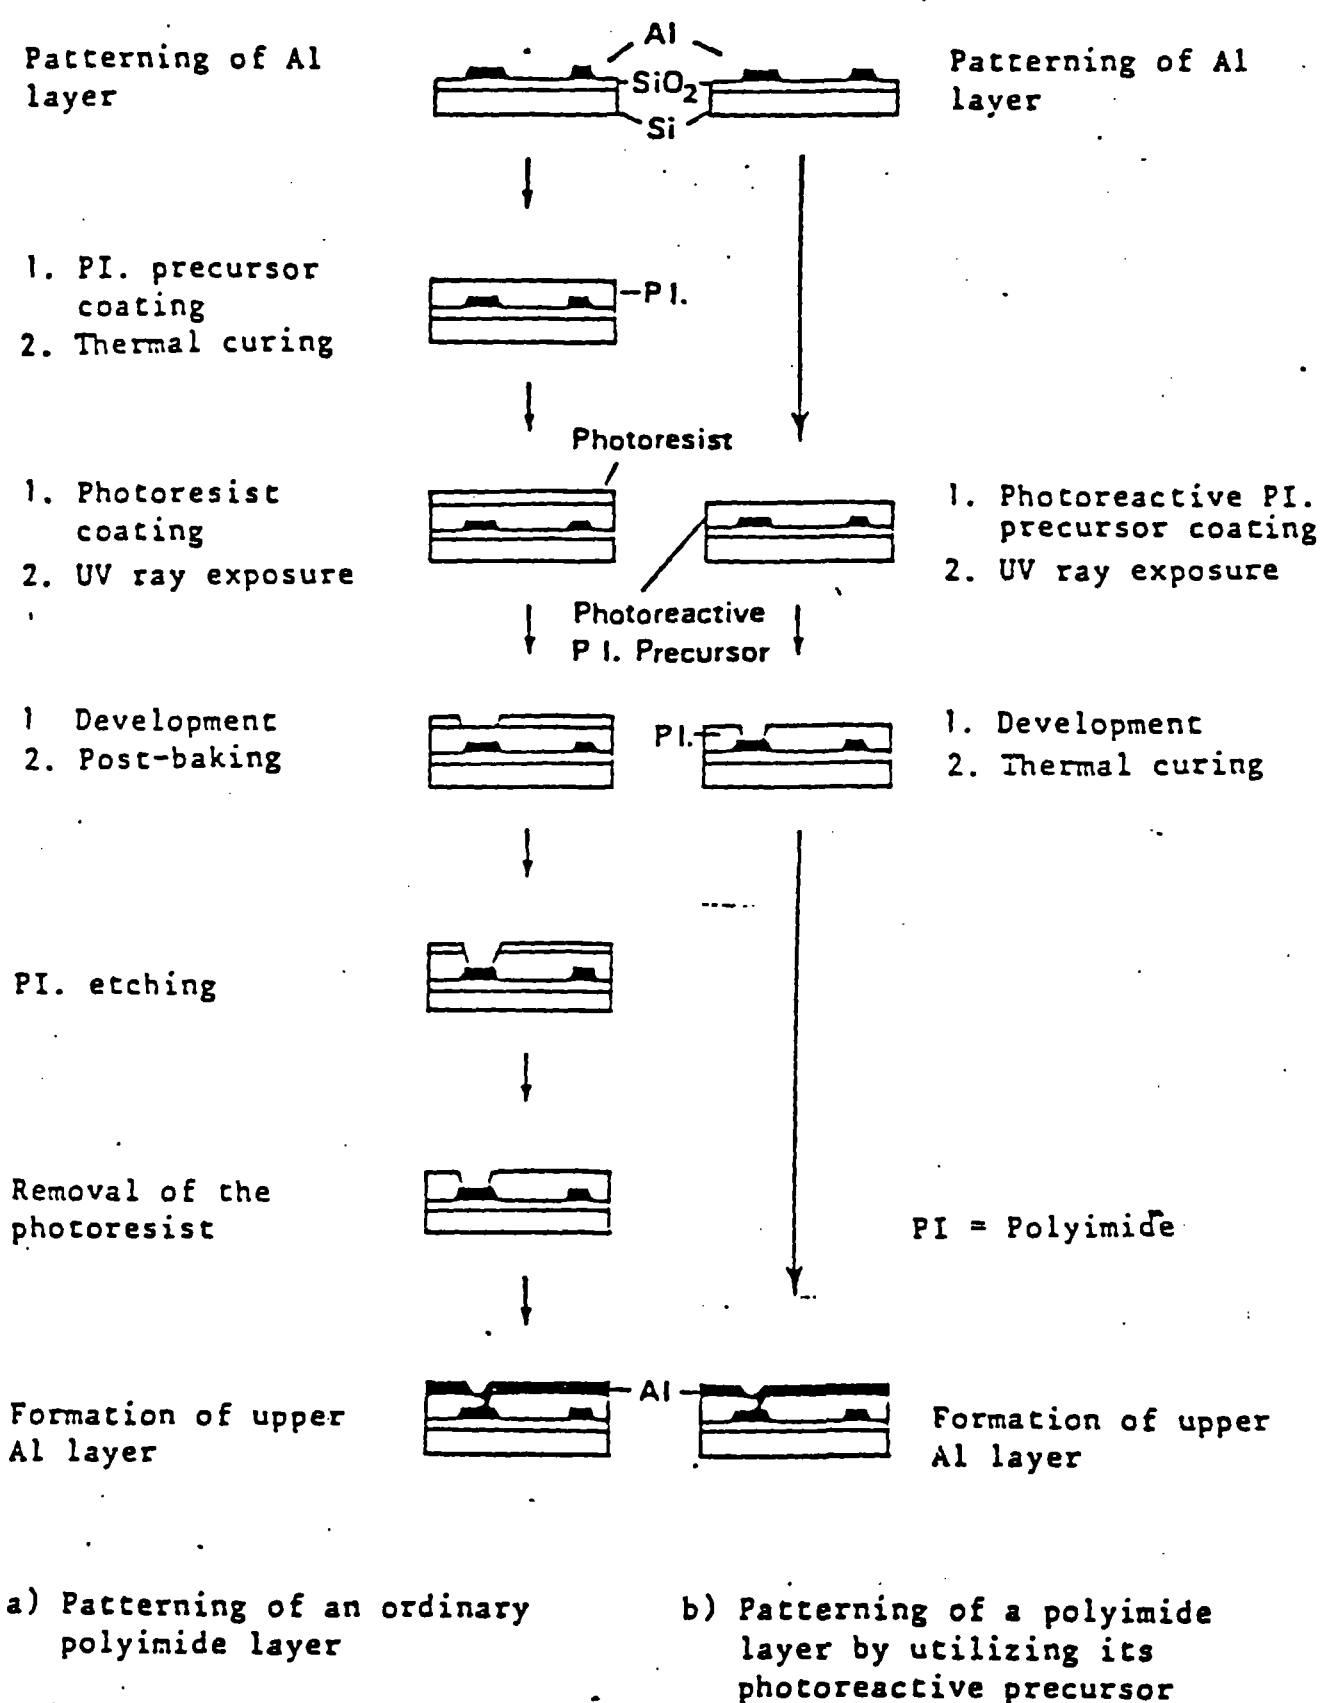 Patterning of Al
layer
Al
SiO2
Si
Patterning of Al
layer
1. PI. precursor
coating
2. Thermal curing
P I.
Photoresist
1. Photoresist
coating
2. UV ray exposure
Photoreactive
P I. Precursor
1. Photoreactive PI.
precursor coating
2. UV ray exposure
1 Development
2. Post-baking
P I.
1. Development
2. Thermal curing
PI. etching
Removal of the
photoresist
PI = Polyimide
Formation of upper
Al layer
Al
Formation of upper
Al layer
a) Patterning of an ordinary
polyimide layer
b) Patterning of a polyimide
layer by utilizing its
photoreactive precursor